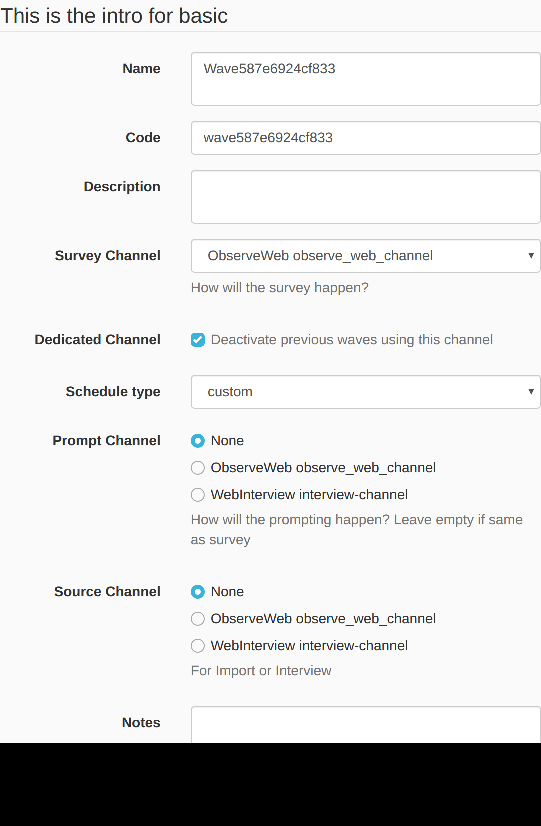 This is the intro for basic
Name
Wave587e6924cf833
Code
wave587e6924cf833
Description
Survey Channel
ObserveWeb observe_web_channel
How will the survey happen?
Dedicated Channel
Deactivate previous waves using this channel
Schedule type
custom
Prompt Channel
None
ObserveWeb observe_web_channel
WebInterview interview-channel
How will the prompting happen? Leave empty if same
as survey
Source Channel
None
ObserveWeb observe_web_channel
WebInterview interview-channel
For Import or Interview
Notes